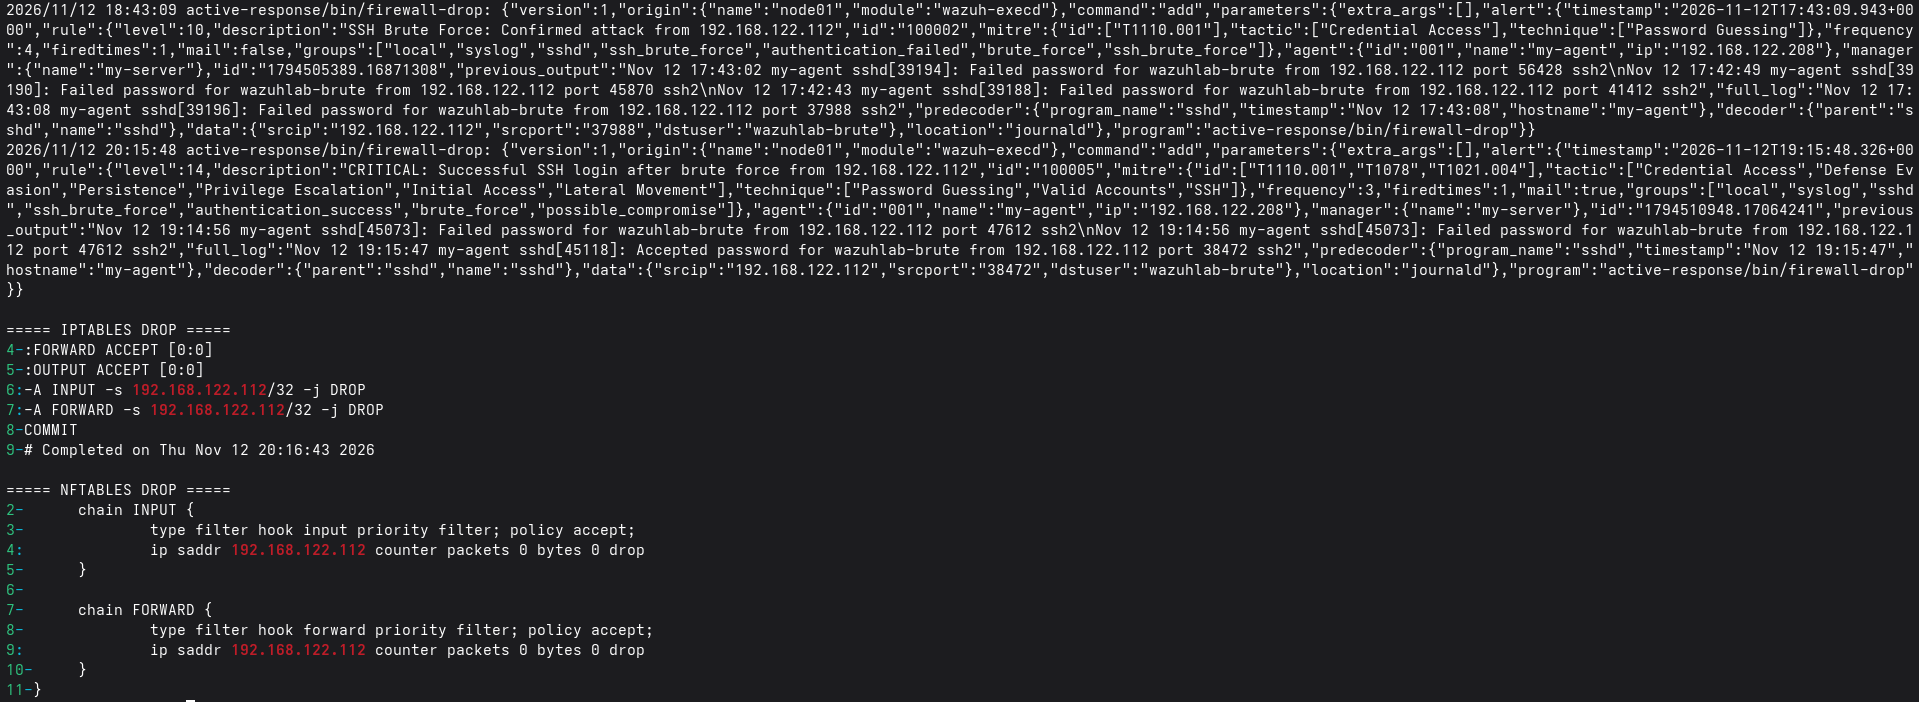 2026/11/12 18:43:09 active-response/bin/firewall-drop: {"version":1,"origin":{"name":"node01","module":"wazuh-execd"},"command":"add","parameters":{"extra_args":[],"alert":{"timestamp":"2026-11-12T17:43:09.943+00
00","rule":{"level":10,"description":"SSH Brute Force: Confirmed attack from 192.168.122.112","id":"100002","mitre":{"id":["T1110.001"],"tactic":["Credential Access"],"technique":["Password Guessing"]},"frequency
":4,"firedtimes":1,"mail":false,"groups":["local","syslog","sshd","ssh_brute_force","authentication_failed","brute_force","ssh_brute_force"]},"agent":{"id":"001","name":"my-agent","ip":"192.168.122.208"},"manager
":{"name":"my-server"},"id":"1794505389.16871308","previous_output":"Nov 12 17:43:02 my-agent sshd[39194]: Failed password for wazuhlab-brute from 192.168.122.112 port 56428 ssh2\nNov 12 17:42:49 my-agent sshd[39
190]: Failed password for wazuhlab-brute from 192.168.122.112 port 45870 ssh2\nNov 12 17:42:43 my-agent sshd[39188]: Failed password for wazuhlab-brute from 192.168.122.112 port 41412 ssh2","full_log":"Nov 12 17:
43:08 my-agent sshd[39196]: Failed password for wazuhlab-brute from 192.168.122.112 port 37988 ssh2","predecoder":{"program_name":"sshd","timestamp":"Nov 12 17:43:08","hostname":"my-agent"},"decoder":{"parent":"s
shd","name":"sshd"},"data":{"srcip":"192.168.122.112","srcport":"37988","dstuser":"wazuhlab-brute"},"location":"journald"},"program":"active-response/bin/firewall-drop"}}
2026/11/12 20:15:48 active-response/bin/firewall-drop: {"version":1,"origin":{"name":"node01","module":"wazuh-execd"},"command":"add","parameters":{"extra_args":[],"alert":{"timestamp":"2026-11-12T19:15:48.326+00
00","rule":{"level":14,"description":"CRITICAL: Successful SSH login after brute force from 192.168.122.112","id":"100005","mitre":{"id":["T1110.001","T1078","T1021.004"],"tactic":["Credential Access","Defense Ev
asion","Persistence","Privilege Escalation","Initial Access","Lateral Movement"],"technique":["Password Guessing","Valid Accounts","SSH"]},"frequency":3,"firedtimes":1,"mail":true,"groups":["local","syslog","sshd
","ssh_brute_force","authentication_success","brute_force","possible_compromise"]},"agent":{"id":"001","name":"my-agent","ip":"192.168.122.208"},"manager":{"name":"my-server"},"id":"1794510948.17064241","previous
_output":"Nov 12 19:14:56 my-agent sshd[45073]: Failed password for wazuhlab-brute from 192.168.122.112 port 47612 ssh2\nNov 12 19:14:56 my-agent sshd[45073]: Failed password for wazuhlab-brute from 192.168.122.1
12 port 47612 ssh2","full_log":"Nov 12 19:15:47 my-agent sshd[45118]: Accepted password for wazuhlab-brute from 192.168.122.112 port 38472 ssh2","predecoder":{"program_name":"sshd","timestamp":"Nov 12 19:15:47","
hostname":"my-agent"},"decoder":{"parent":"sshd","name":"sshd"},"data":{"srcip":"192.168.122.112","srcport":"38472","dstuser":"wazuhlab-brute"},"location":"journald"},"program":"active-response/bin/firewall-drop"
}}
===== IPTABLES DROP =====
4-:FORWARD ACCEPT [0:0]
5-:OUTPUT ACCEPT [0:0]
6:-A INPUT -s 192.168.122.112/32 -j DROP
7:-A FORWARD -s 192.168.122.112/32 -j DROP
8-COMMIT
9-# Completed on Thu Nov 12 20:16:43 2026
===== NFTABLES DROP =====
2-      chain INPUT {
3-              type filter hook input priority filter; policy accept;
4:              ip saddr 192.168.122.112 counter packets 0 bytes 0 drop
5-      }
6-
7-      chain FORWARD {
8-              type filter hook forward priority filter; policy accept;
9:              ip saddr 192.168.122.112 counter packets 0 bytes 0 drop
10-     }
11-}